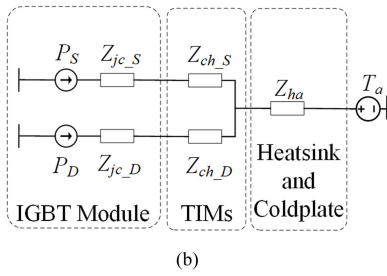 P_S Z_jc_S Z_ch_S
Z_ha T_a
+ -
P_D Z_jc_D Z_ch_D
Heatsink
and
Coldplate
IGBT Module
TIMs
(b)